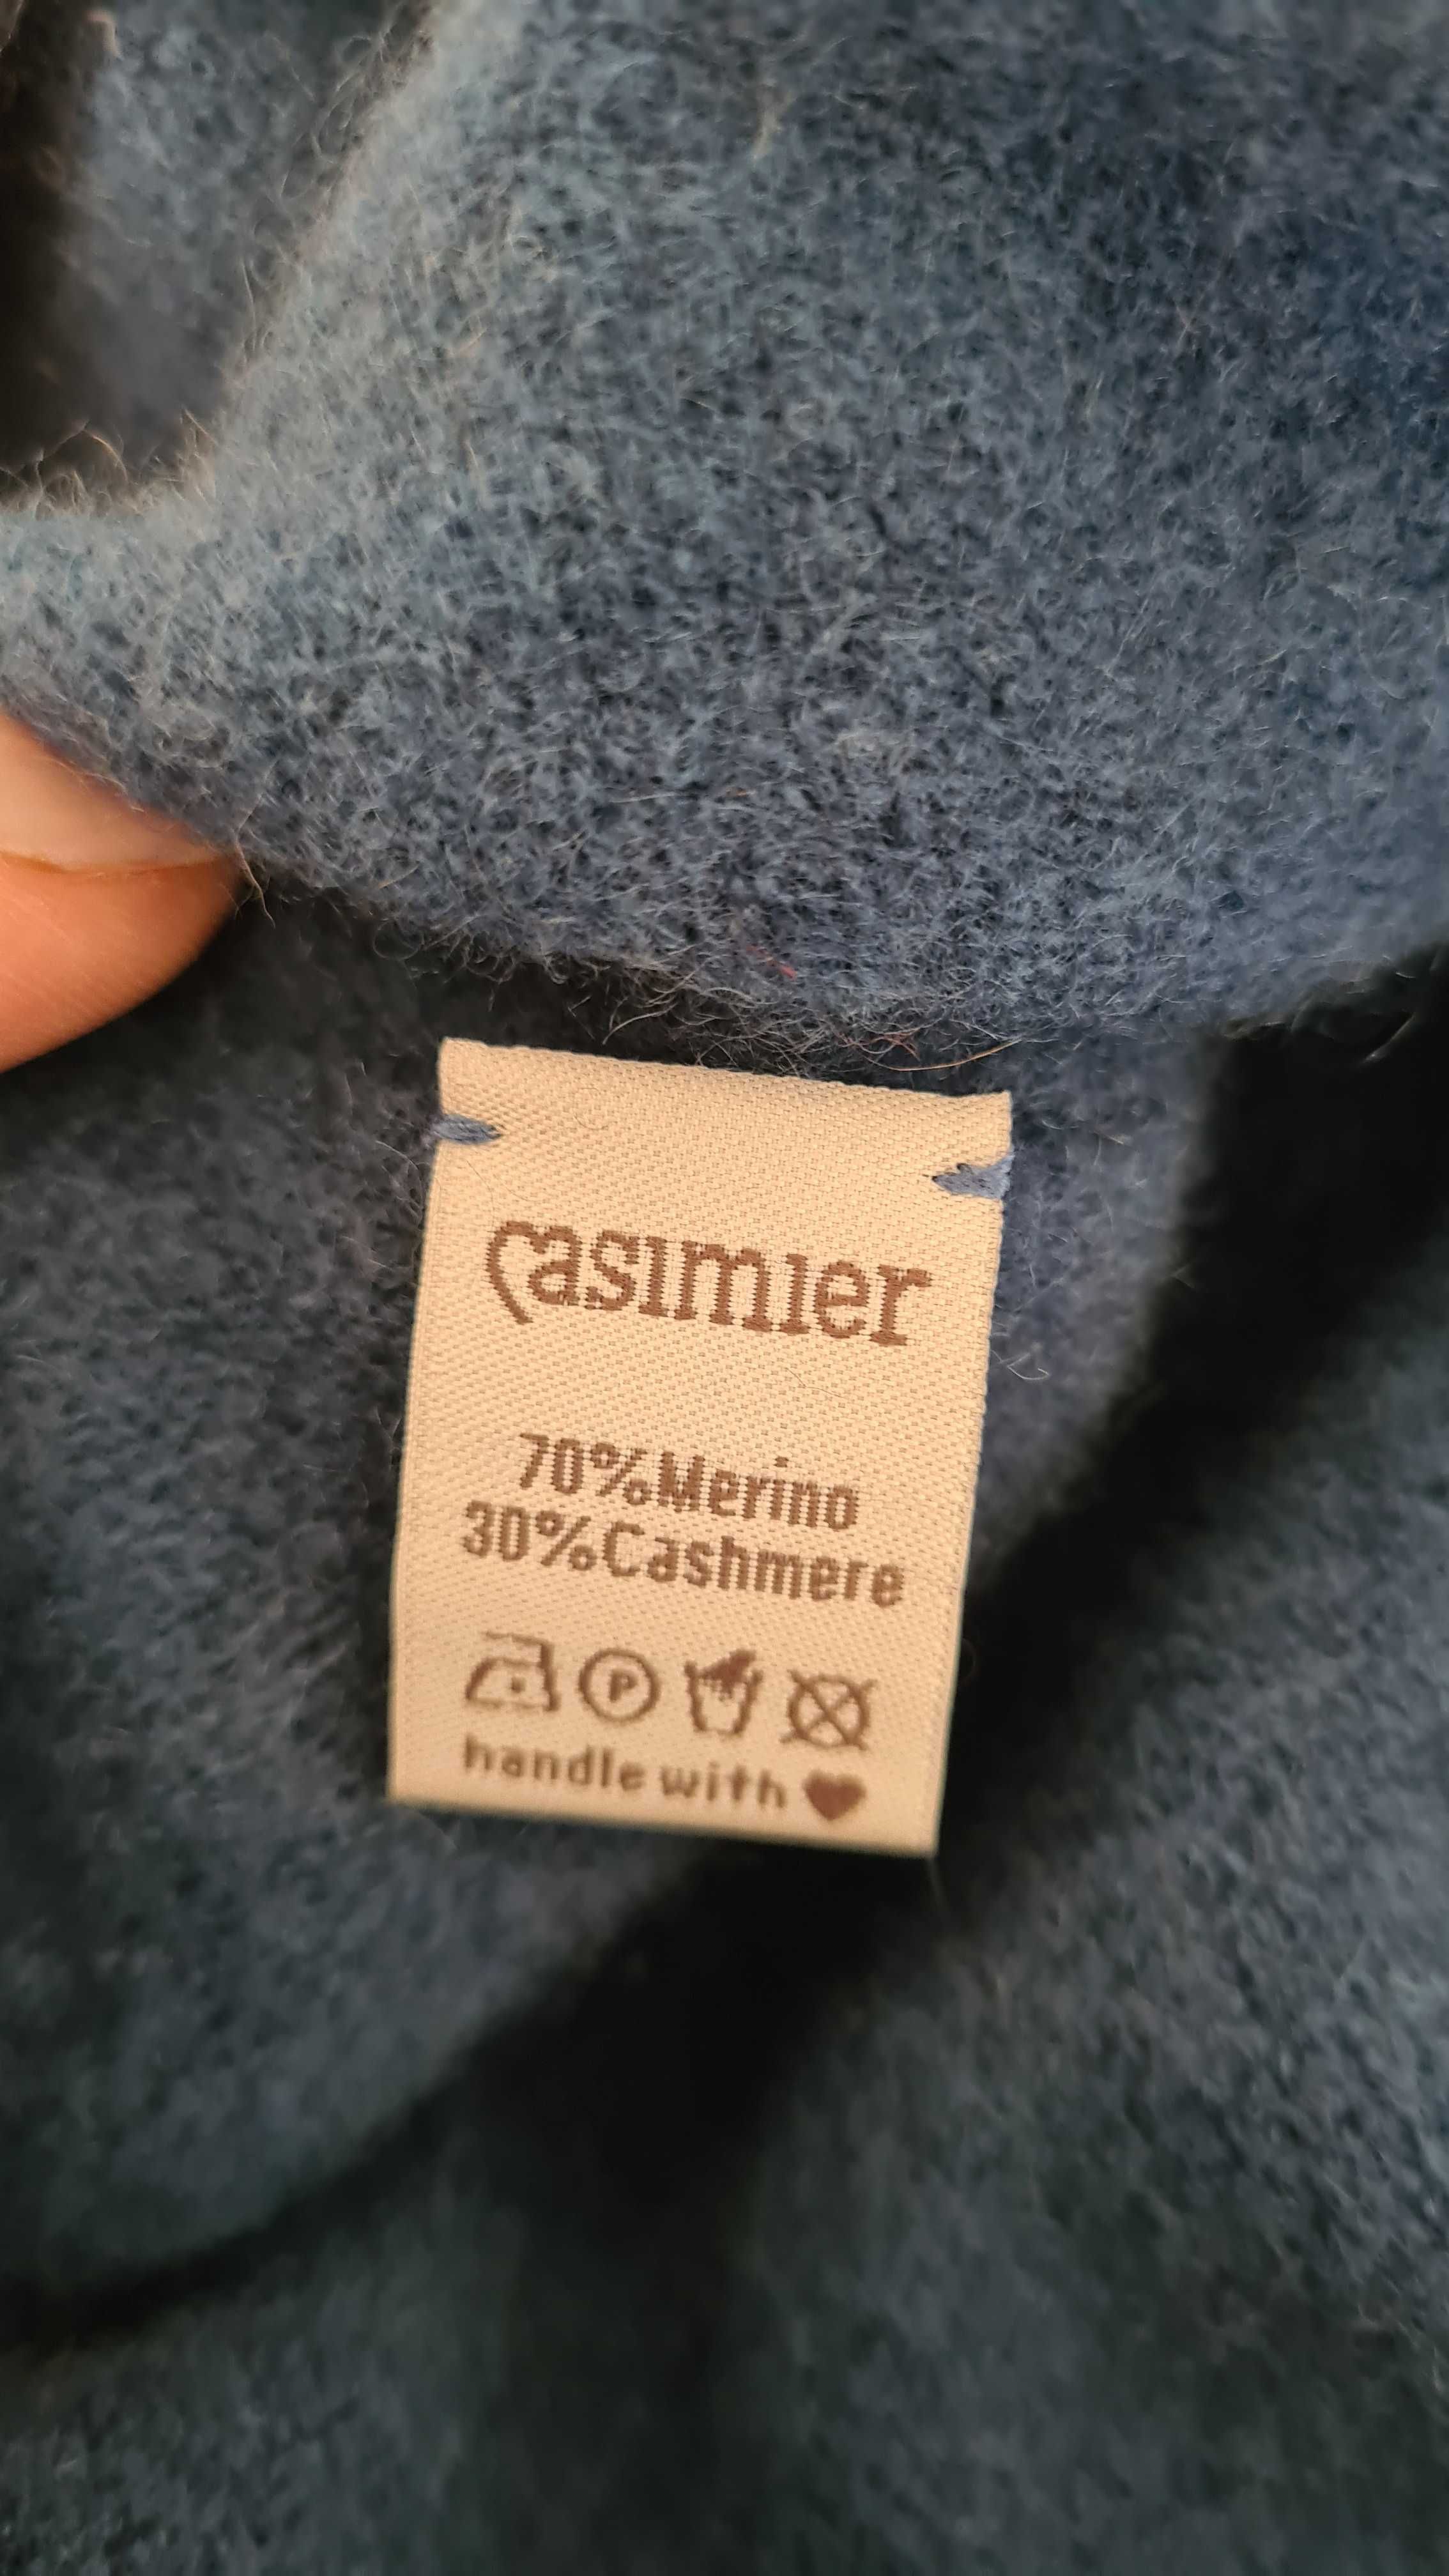 casimier
70%Merino
30%Cashmere
P
handle with